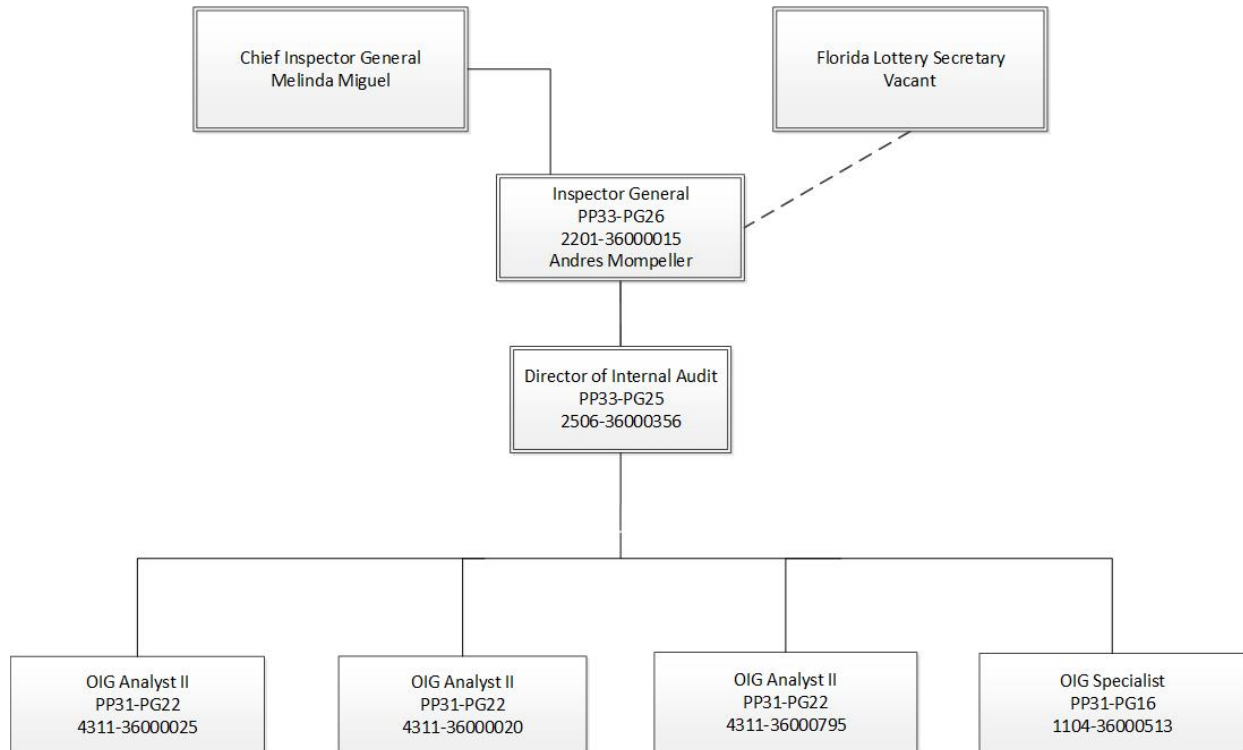 Chief Inspector General
Melinda Miguel
Florida Lottery Secretary
Vacant
Inspector General
PP33-PG26
2201-36000015
Andres Mompeller
Director of Internal Audit
PP33-PG25
2506-36000356
OIG Analyst II
PP31-PG22
4311-36000025
OIG Analyst II
PP31-PG22
4311-36000020
OIG Analyst II
PP31-PG22
4311-36000795
OIG Specialist
PP31-PG16
1104-36000513